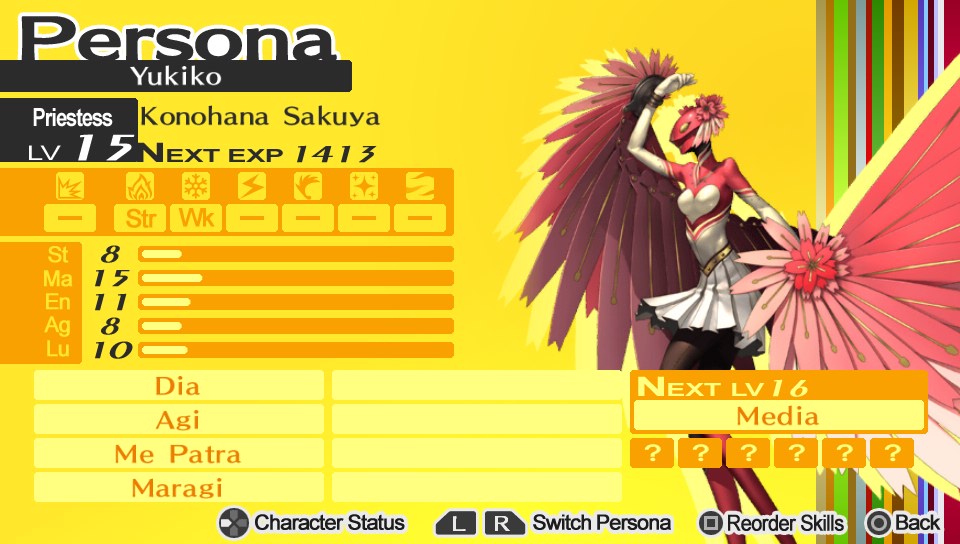 Persona
Yukiko
Priestess
Konohana Sakuya
LV 15 NEXT EXP 1413
— Str Wk — — — —
St 8
Ma 15
En 11
Ag 8
Lu 10
Dia
Agi
Me Patra
Maragi
NEXT LV 16
Media
? ? ? ? ? ?
Character Status L R Switch Persona Reorder Skills Back